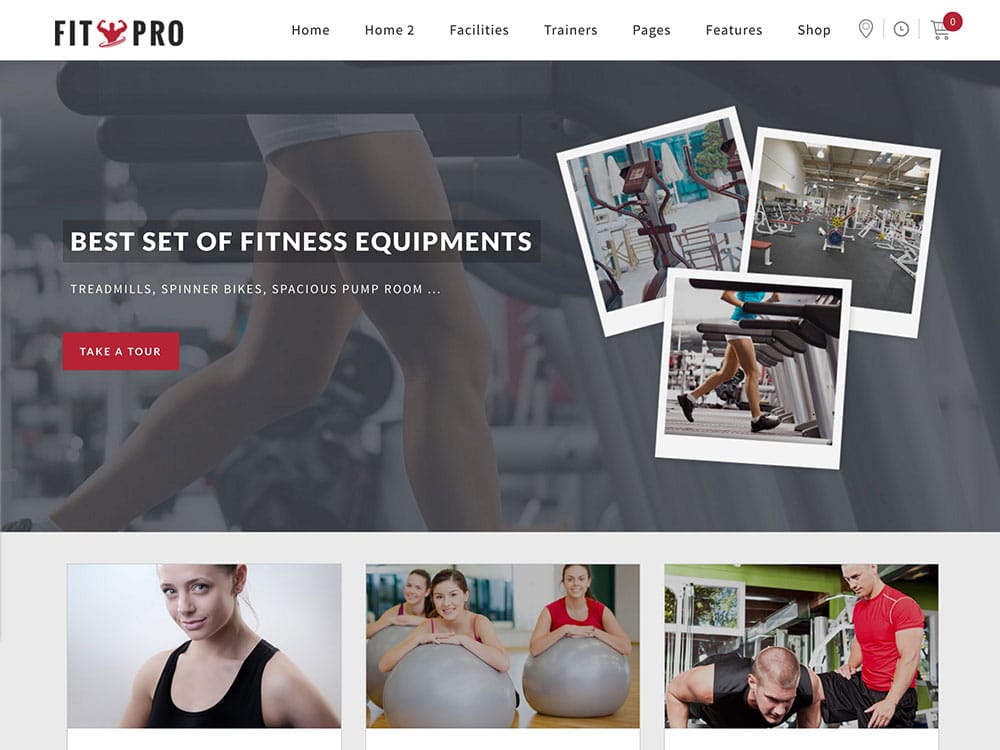 FIT PRO
Home Home 2 Facilities Trainers Pages Features Shop
0
BEST SET OF FITNESS EQUIPMENTS
TREADMILLS, SPINNER BIKES, SPACIOUS PUMP ROOM ...
TAKE A TOUR